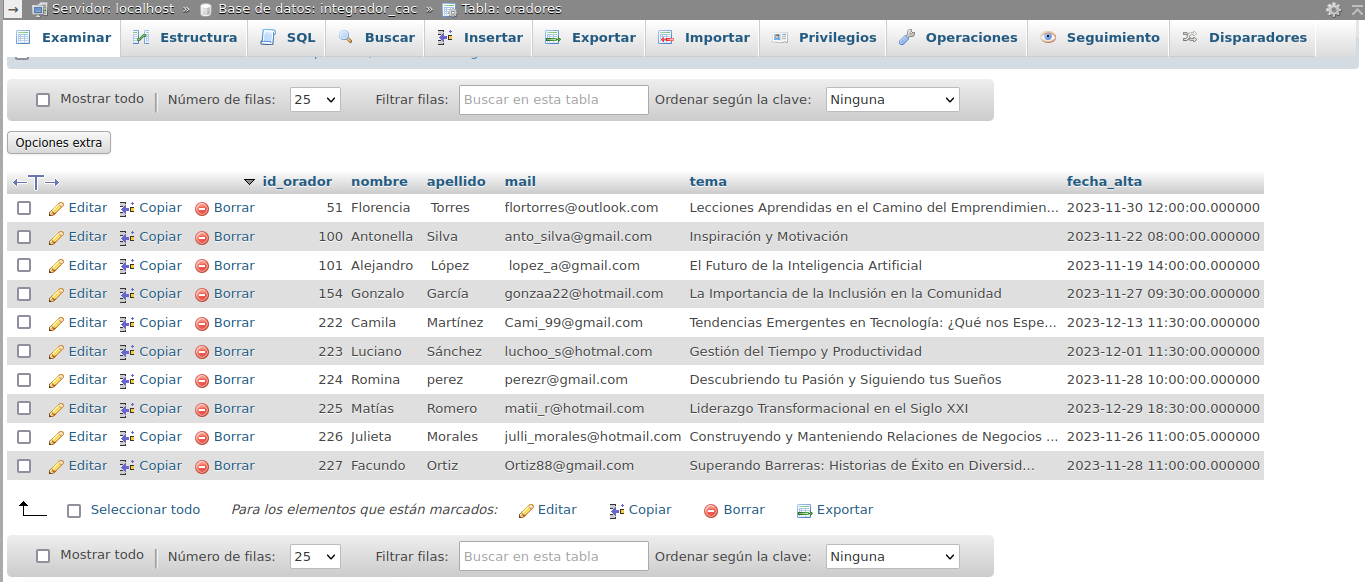 Servidor: localhost » Base de datos: integrador_cac » Tabla: oradores
Examinar Estructura SQL Buscar Insertar Exportar Importar Privilegios Operaciones Seguimiento Disparadores
Mostrar todo Número de filas: 25 Filtrar filas: Buscar en esta tabla Ordenar según la clave: Ninguna
Opciones extra
id_orador nombre apellido mail tema fecha_alta
Editar Copiar Borrar 51 Florencia Torres flortorres@outlook.com Lecciones Aprendidas en el Camino del Emprendimien... 2023-11-30 12:00:00.000000
Editar Copiar Borrar 100 Antonella Silva anto_silva@gmail.com Inspiración y Motivación 2023-11-22 08:00:00.000000
Editar Copiar Borrar 101 Alejandro López lopez_a@gmail.com El Futuro de la Inteligencia Artificial 2023-11-19 14:00:00.000000
Editar Copiar Borrar 154 Gonzalo García gonzaa22@hotmail.com La Importancia de la Inclusión en la Comunidad 2023-11-27 09:30:00.000000
Editar Copiar Borrar 222 Camila Martínez Cami_99@gmail.com Tendencias Emergentes en Tecnología: ¿Qué nos Espe... 2023-12-13 11:30:00.000000
Editar Copiar Borrar 223 Luciano Sánchez luchoo_s@hotmal.com Gestión del Tiempo y Productividad 2023-12-01 11:30:00.000000
Editar Copiar Borrar 224 Romina perez perezr@gmail.com Descubriendo tu Pasión y Siguiendo tus Sueños 2023-11-28 10:00:00.000000
Editar Copiar Borrar 225 Matías Romero matii_r@hotmail.com Liderazgo Transformacional en el Siglo XXI 2023-12-29 18:30:00.000000
Editar Copiar Borrar 226 Julieta Morales julli_morales@hotmail.com Construyendo y Manteniendo Relaciones de Negocios ... 2023-11-26 11:00:05.000000
Editar Copiar Borrar 227 Facundo Ortiz Ortiz88@gmail.com Superando Barreras: Historias de Éxito en Diversid... 2023-11-28 11:00:00.000000
Seleccionar todo Para los elementos que están marcados: Editar Copiar Borrar Exportar
Mostrar todo Número de filas: 25 Filtrar filas: Buscar en esta tabla Ordenar según la clave: Ninguna